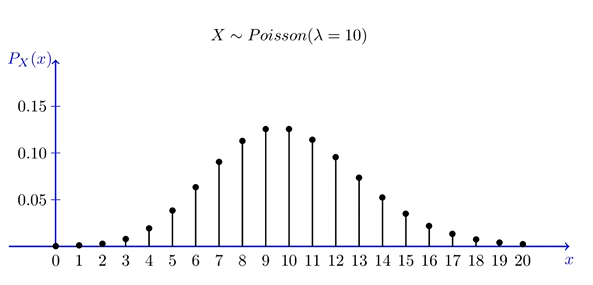 X ∼ Poisson(λ = 10)
P_X(x)
0.15
0.10
0.05
0 1 2 3 4 5 6 7 8 9 10 11 12 13 14 15 16 17 18 19 20 x